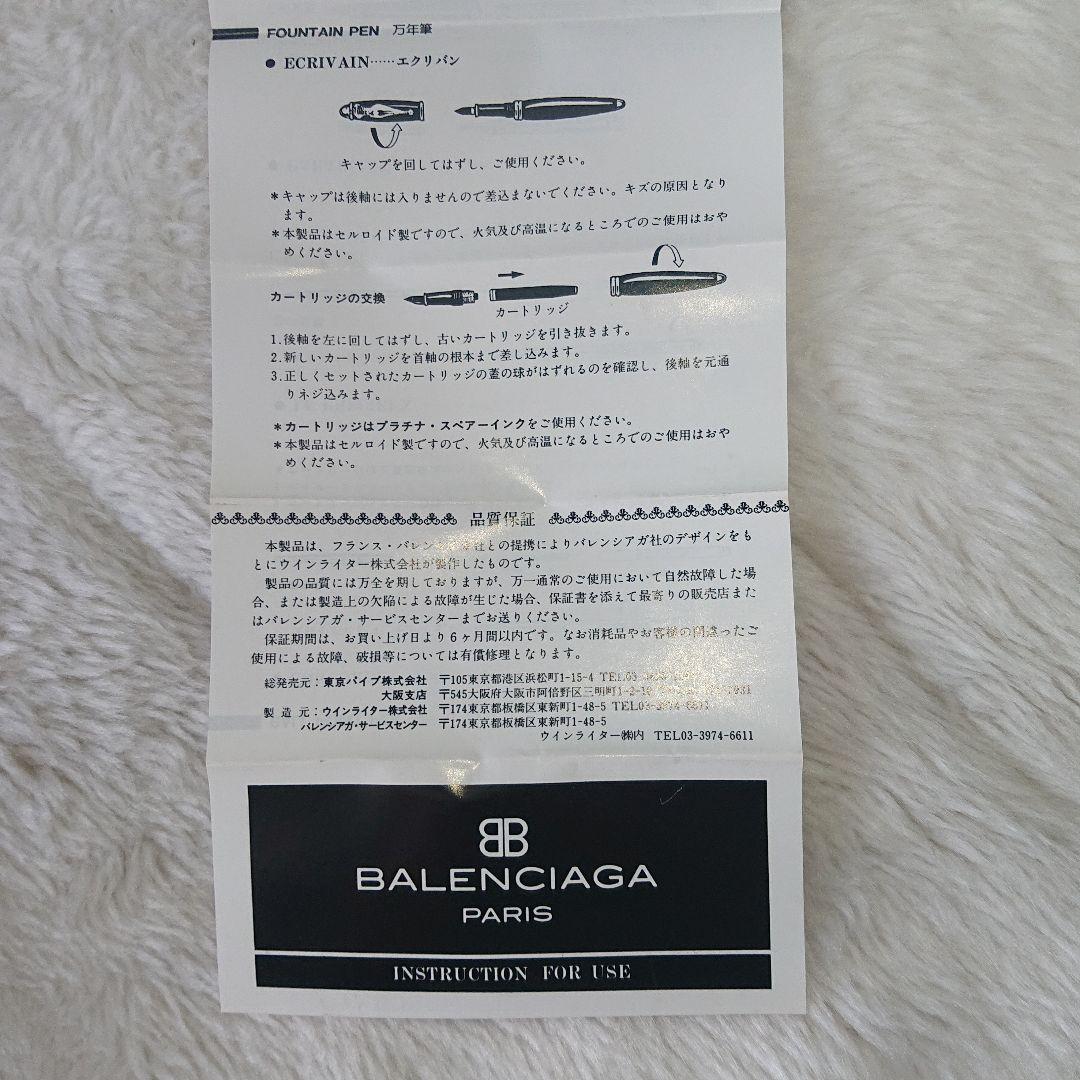 FOUNTAIN PEN 万年筆
● ECRIVAIN……エクリバン
キャップを回してはずし、ご使用ください。
*キャップは後軸には入りませんので差込まないでください。キズの原因となり
ます。
*本製品はセルロイド製ですので、火気及び高温になるところでのご使用はおや
めください。
カートリッジの交換
カートリッジ
1.後軸を左に回してはずし、古いカートリッジを引き抜きます。
2.新しいカートリッジを首軸の根本まで差し込みます。
3.正しくセットされたカートリッジの蓋の球がはずれるのを確認し、後軸を元通
りネジ込みます。
*カートリッジはプラチナ・スペアーインクをご使用ください。
*本製品はセルロイド製ですので、火気及び高温になるところでのご使用はおや
めください。
品質保証
本製品は、フランス・バレンシアガ社との提携によりバレンシアガ社のデザインをも
とにウインライター株式会社が製作したものです。
製品の品質には万全を期しておりますが、万一通常のご使用において自然故障した場
合、または製造上の欠陥による故障が生じた場合、保証書を添えて最寄りの販売店また
はバレンシアガ・サービスセンターまでお送りください。
保証期間は、お買い上げ日より6ヶ月間以内です。なお消耗品やお客様の間違ったご
使用による故障、破損等については有償修理となります。
総発売元:東京パイプ株式会社 〒105東京都港区浜松町1-15-4 TEL03
大阪支店 〒545大阪府大阪市阿倍野区三明町1-2-
製造元:ウインライター株式会社 〒174東京都板橋区東新町1-48-5 TEL03-3974-6611
バレンシアガ・サービスセンター 〒174東京都板橋区東新町1-48-5
ウインライター㈱内 TEL03-3974-6611
BB
BALENCIAGA
PARIS
INSTRUCTION FOR USE